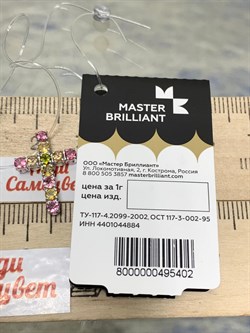 MASTER
BRILLIANT
ООО «Мастер Бриллиант»
Ул. Локомотивная, 2, г. Кострома, Россия
8 800 505 3857 masterbrilliant.com
цена за 1г
цена изд.
ТУ-117-4.2099-2002, ОСТ 117-3-002-95
ИНН 4401044884
8000000495402
Самоцвет